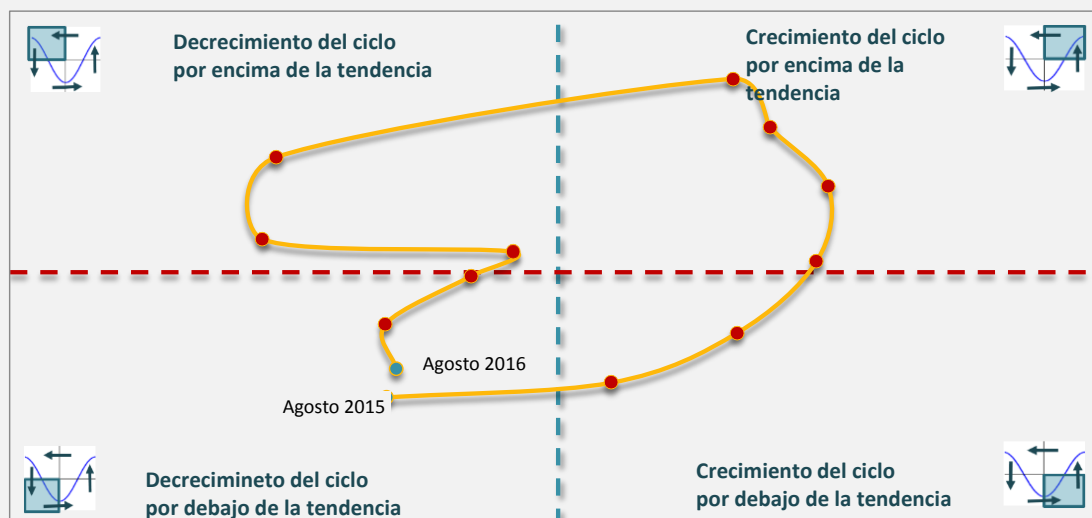 Decrecimiento del ciclo
por encima de la tendencia
Crecimiento del ciclo
por encima de la
tendencia
Agosto 2016
Agosto 2015
Decrecimineto del ciclo
por debajo de la tendencia
Crecimiento del ciclo
por debajo de la tendencia